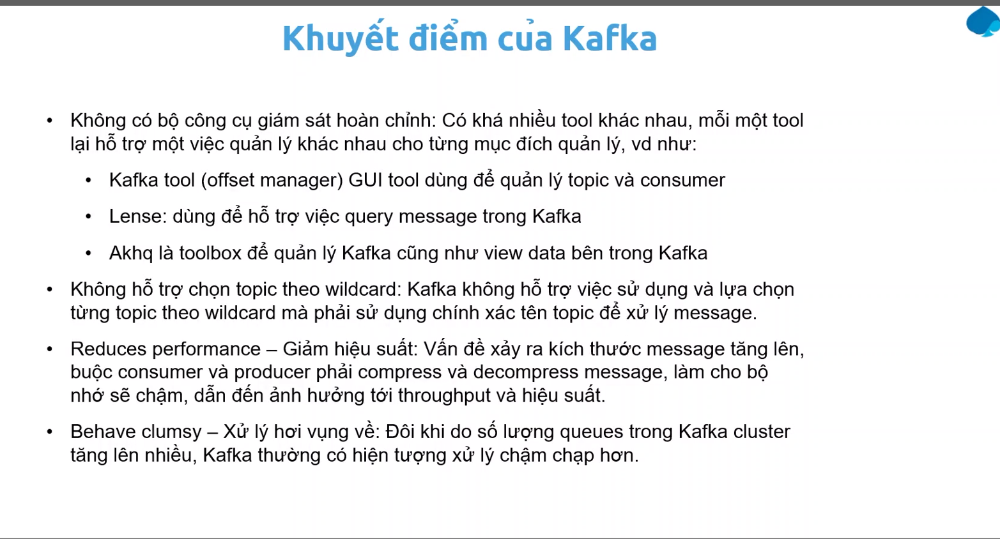 Khuyết điểm của Kafka
• Không có bộ công cụ giám sát hoàn chỉnh: Có khá nhiều tool khác nhau, mỗi một tool
lại hỗ trợ một việc quản lý khác nhau cho từng mục đích quản lý, vd như:
• Kafka tool (offset manager) GUI tool dùng để quản lý topic và consumer
• Lense: dùng để hỗ trợ việc query message trong Kafka
• Akhq là toolbox để quản lý Kafka cũng như view data bên trong Kafka
• Không hỗ trợ chọn topic theo wildcard: Kafka không hỗ trợ việc sử dụng và lựa chọn
từng topic theo wildcard mà phải sử dụng chính xác tên topic để xử lý message.
• Reduces performance – Giảm hiệu suất: Vấn đề xảy ra kích thước message tăng lên,
buộc consumer và producer phải compress và decompress message, làm cho bộ
nhớ sẽ chậm, dẫn đến ảnh hưởng tới throughput và hiệu suất.
• Behave clumsy – Xử lý hơi vụng về: Đôi khi do số lượng queues trong Kafka cluster
tăng lên nhiều, Kafka thường có hiện tượng xử lý chậm chạp hơn.